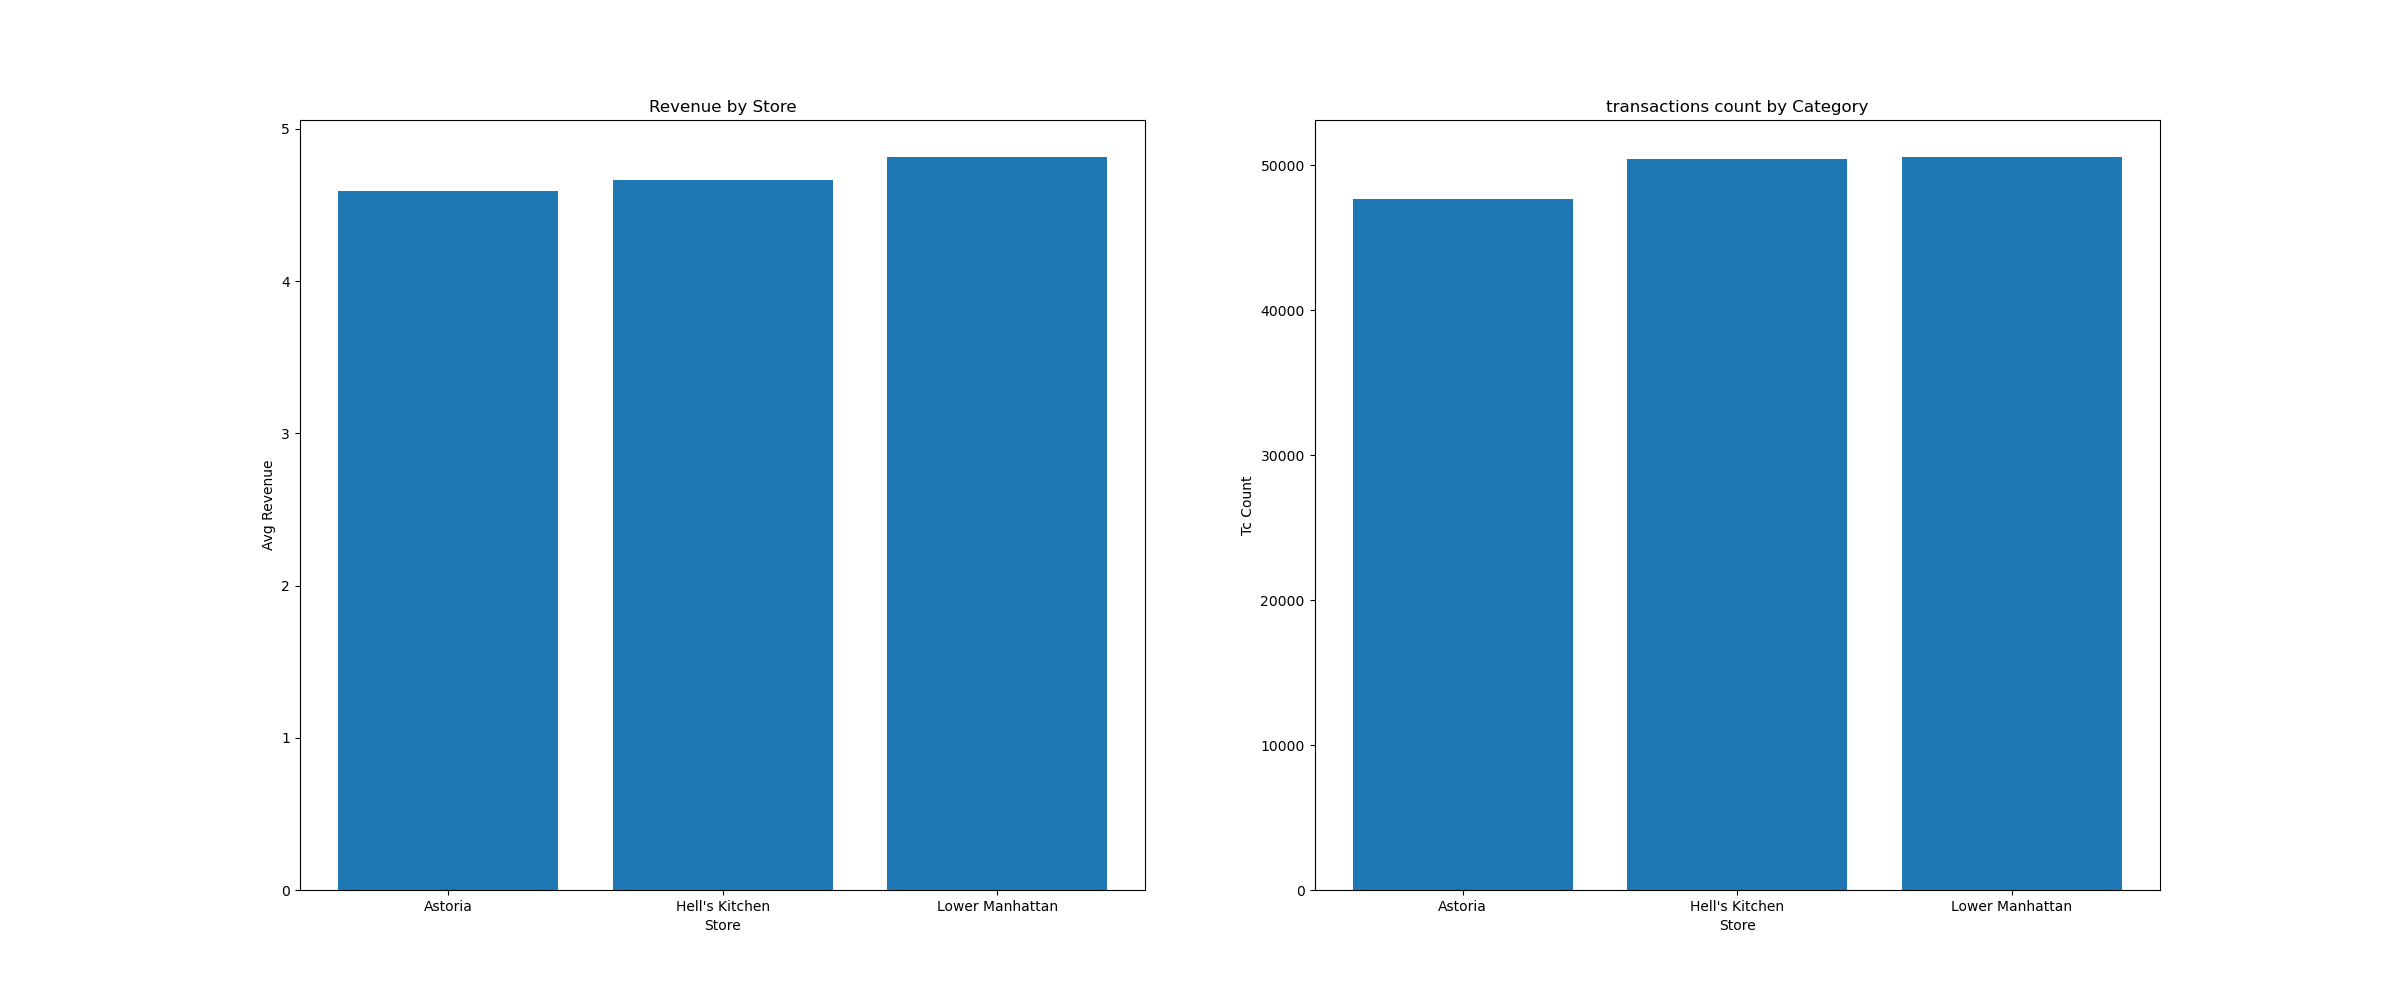 Revenue by Store
5
4
3
2
1
0
Avg Revenue
Astoria
Hell's Kitchen
Lower Manhattan
Store
transactions count by Category
50000
40000
30000
20000
10000
0
Tc Count
Astoria
Hell's Kitchen
Lower Manhattan
Store